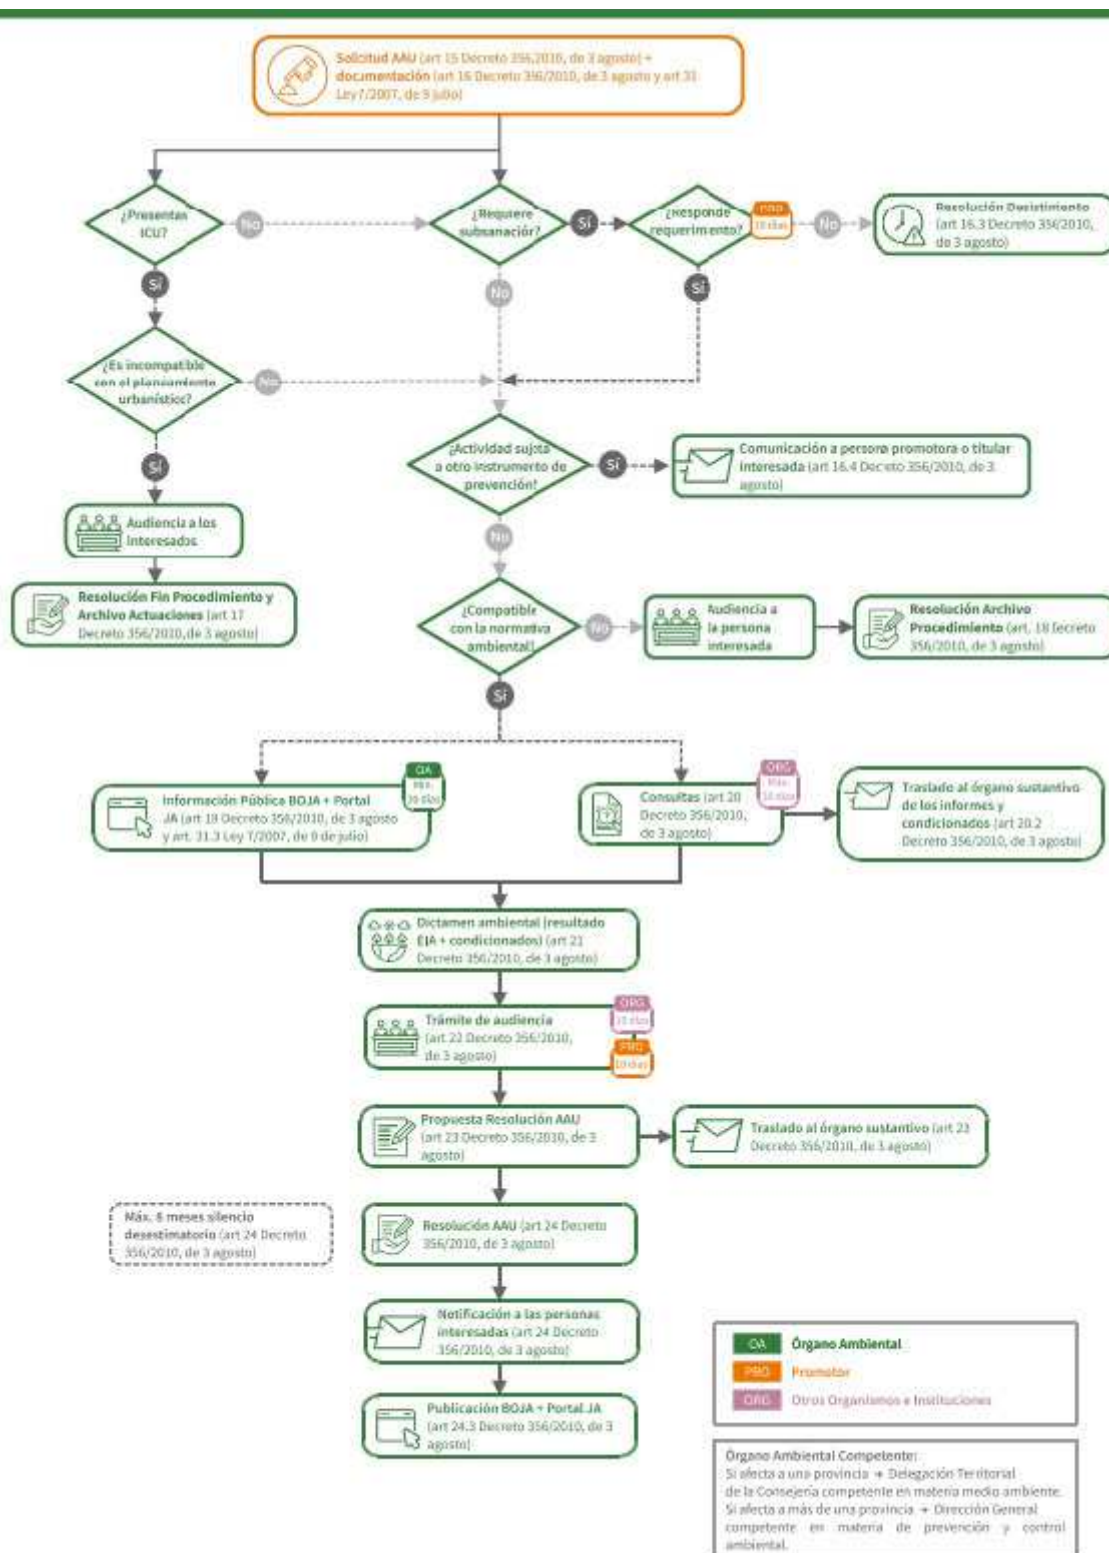 Solicitud AAU (art 15 Decreto 356/2010, de 3 agosto) +
documentación (art 16 Decreto 356/2010, de 3 agosto y art 31
Ley 7/2007, de 9 julio)
¿Presentas
ICU?
No
¿Requiere
subsanación?
Sí
¿Responde
requerimento?
PRO
10 días
No
Resolución Desistimiento
(art 16.3 Decreto 356/2010,
de 3 agosto)
Sí
No
Sí
¿Es incompatible
con el planeamiento
urbanístico?
No
Sí
¿Actividad sujeta
a otro instrumento de
prevención?
Sí
Comunicación a persona promotora o titular
interesada (art 16.4 Decreto 356/2010, de 3
agosto)
Audiencia a los
interesados
No
Resolución Fin Procedimiento y
Archivo Actuaciones (art 17
Decreto 356/2010, de 3 agosto)
¿Compatible
con la normativa
ambiental?
No
Audiencia a
la persona
interesada
Resolución Archivo
Procedimiento (art. 18 Decreto
356/2010, de 3 agosto)
Sí
OA
Mín.
30 días
Información Pública BOJA + Portal
JA (art 19 Decreto 356/2010, de 3 agosto
y art. 31.3 Ley 7/2007, de 9 de julio)
ORG
Máx.
días
Consultas (art 20
Decreto 356/2010,
de 3 agosto)
Traslado al órgano sustantivo
de los informes y
condicionados (art 20.2
Decreto 356/2010, de 3 agosto)
Dictamen ambiental (resultado
EIA + condicionados) (art 21
Decreto 356/2010, de 3 agosto)
Trámite de audiencia
(art 22 Decreto 356/2010,
de 3 agosto)
ORG
días
PRO
10 días
Propuesta Resolución AAU
(art 23 Decreto 356/2010, de 3
agosto)
Traslado al órgano sustantivo (art 23
Decreto 356/2010, de 3 agosto)
Máx. 8 meses silencio
desestimatorio (art 24 Decreto
356/2010, de 3 agosto)
Resolución AAU (art 24 Decreto
356/2010, de 3 agosto)
Notificación a las personas
interesadas (art 24 Decreto
356/2010, de 3 agosto)
Publicación BOJA + Portal JA
(art 24.3 Decreto 356/2010, de 3
agosto)
OA Órgano Ambiental
PRO Promotor
ORG Otros Organismos e Instituciones
Órgano Ambiental Competente:
Si afecta a una provincia → Delegación Territorial
de la Consejería competente en materia medio ambiente.
Si afecta a más de una provincia → Dirección General
competente en materia de prevención y control
ambiental.